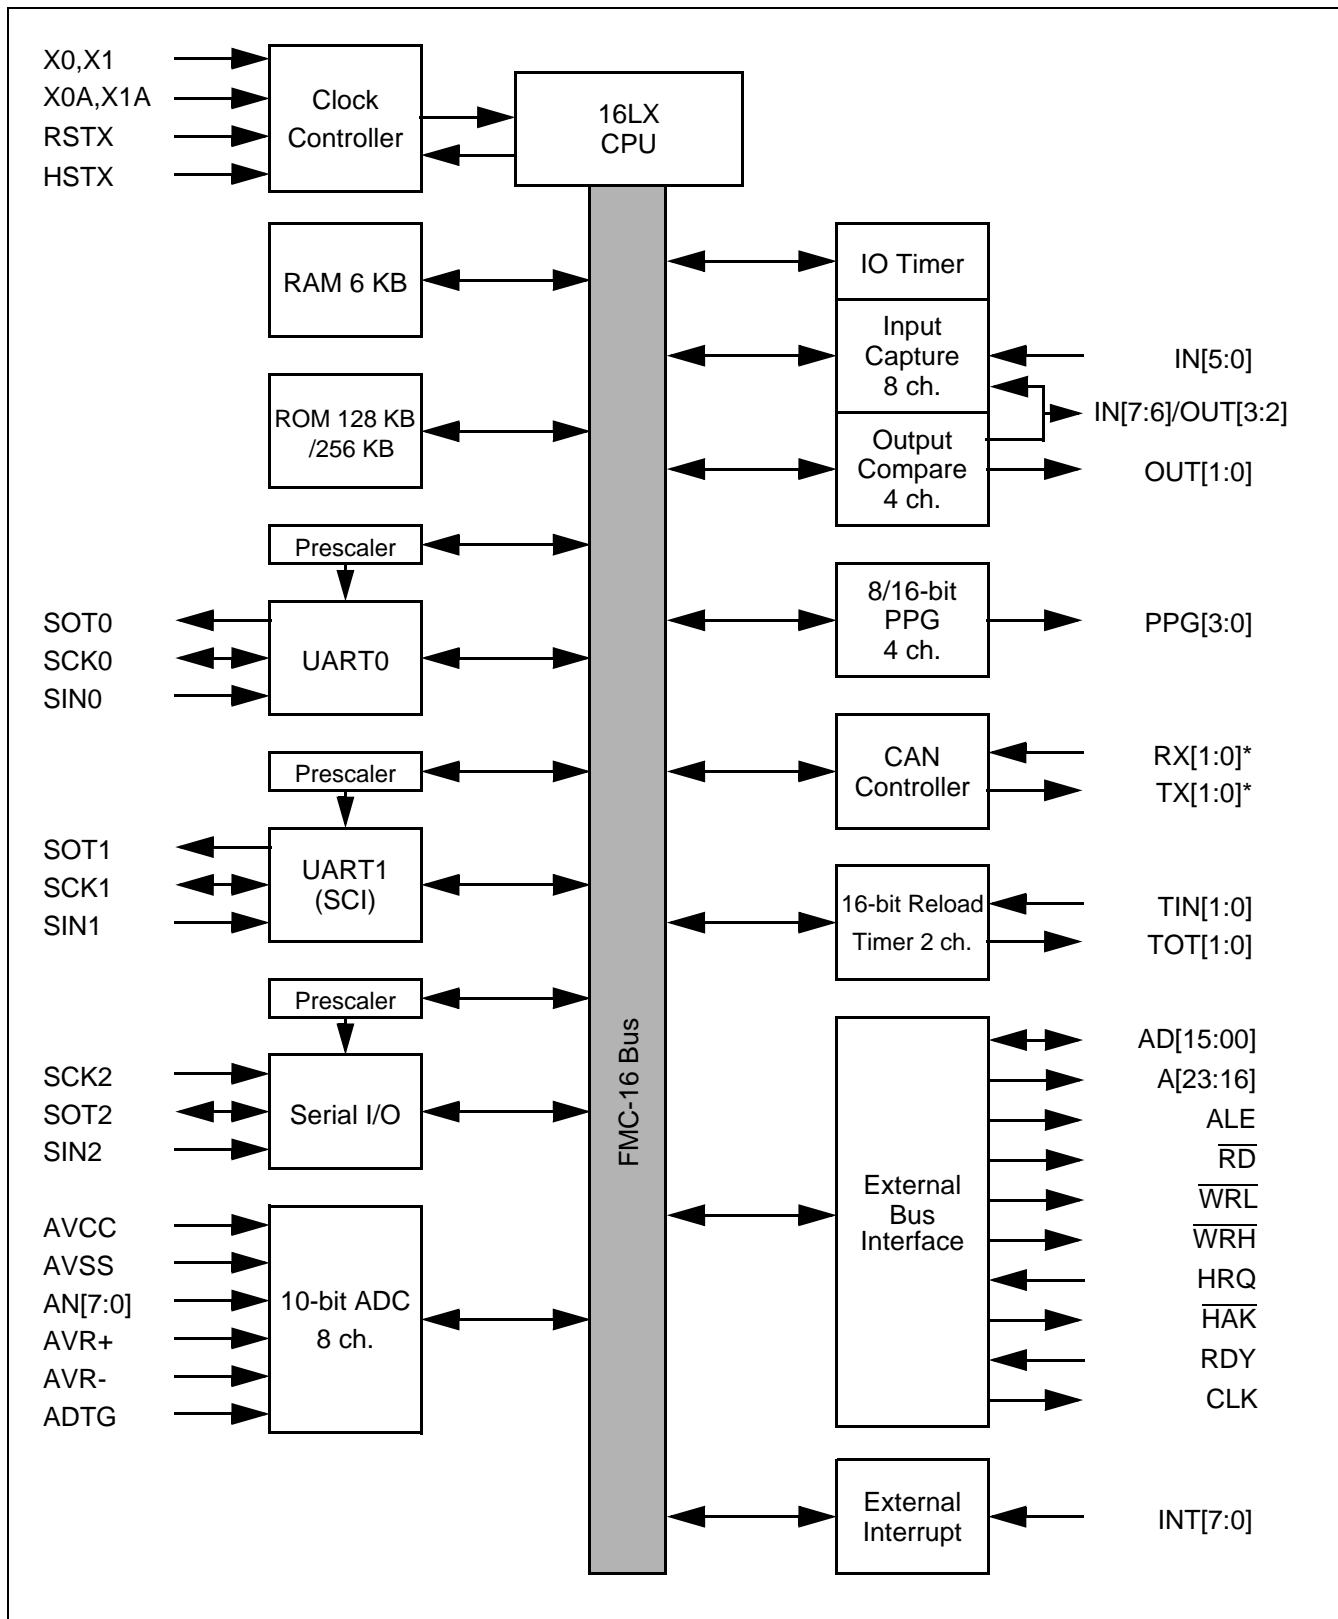 X0,X1
X0A,X1A
RSTX
HSTX
Clock
Controller
16LX
CPU
RAM 6 KB
ROM 128 KB
/256 KB
Prescaler
SOT0
SCK0
SIN0
UART0
Prescaler
SOT1
SCK1
SIN1
UART1
(SCI)
Prescaler
SCK2
SOT2
SIN2
Serial I/O
AVCC
AVSS
AN[7:0]
AVR+
AVR-
ADTG
10-bit ADC
8 ch.
FMC-16 Bus
IO Timer
Input
Capture
8 ch.
IN[5:0]
IN[7:6]/OUT[3:2]
Output
Compare
4 ch.
OUT[1:0]
8/16-bit
PPG
4 ch.
PPG[3:0]
CAN
Controller
RX[1:0]*
TX[1:0]*
16-bit Reload
Timer 2 ch.
TIN[1:0]
TOT[1:0]
External
Bus
Interface
AD[15:00]
A[23:16]
ALE
R̅D̅
W̅R̅L̅
W̅R̅H̅
HRQ
H̅A̅K̅
RDY
CLK
External
Interrupt
INT[7:0]